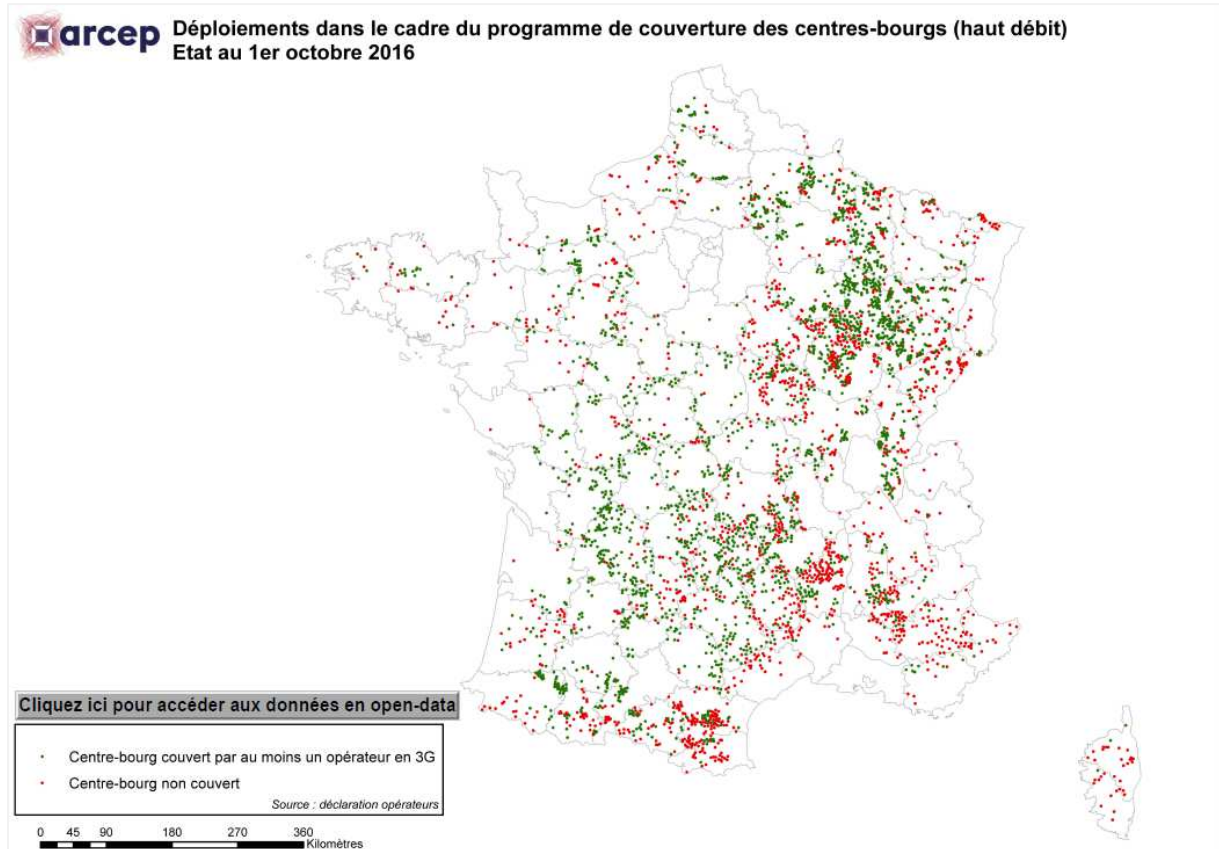 arcep
Déploiements dans le cadre du programme de couverture des centres-bourgs (haut débit)
Etat au 1er octobre 2016
Cliquez ici pour accéder aux données en open-data
Centre-bourg couvert par au moins un opérateur en 3G
Centre-bourg non couvert
Source : déclaration opérateurs
0 45 90 180 270 360
Kilomètres